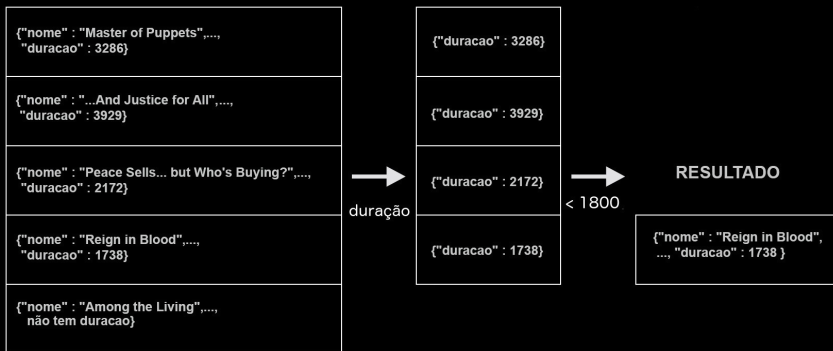 {"nome" : "Master of Puppets",...,
"duracao" : 3286}
{"nome" : "...And Justice for All",...,
"duracao" : 3929}
{"nome" : "Peace Sells... but Who's Buying?",...,
"duracao" : 2172}
{"nome" : "Reign in Blood",...,
"duracao" : 1738}
{"nome" : "Among the Living",...,
não tem duracao}
duração
{"duracao" : 3286}
{"duracao" : 3929}
{"duracao" : 2172}
{"duracao" : 1738}
< 1800
RESULTADO
{"nome" : "Reign in Blood",
..., "duracao" : 1738 }